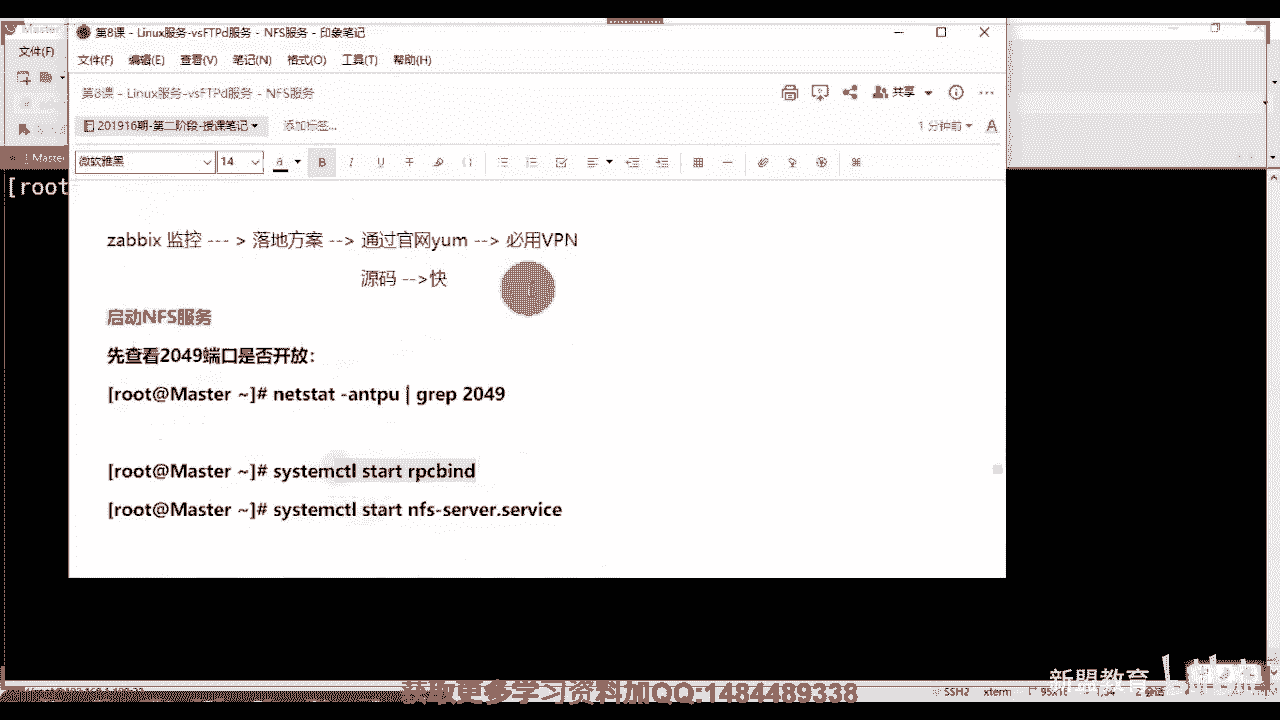 第8课 - Linux服务-vsFTPd服务 - NFS服务 - 印象笔记
文件(F) 编辑(E) 查看(V) 笔记(N) 格式(O) 工具(T) 帮助(H)
文件(F)
第8课 - Linux服务-vsFTPd服务 - NFS服务
共享
201916期-第二阶段-授课笔记
添加标签...
1 分钟前
微软雅黑 14
[root
zabbix 监控 --- > 落地方案 --> 通过官网yum --> 必用VPN
源码 -->快
启动NFS服务
先查看2049端口是否开放:
[root@Master ~]# netstat -antpu | grep 2049
[root@Master ~]# systemctl start rpcbind
[root@Master ~]# systemctl start nfs-server.service
新盟教育
获取更多学习资料加QQ:1484489338
SSH2 xterm